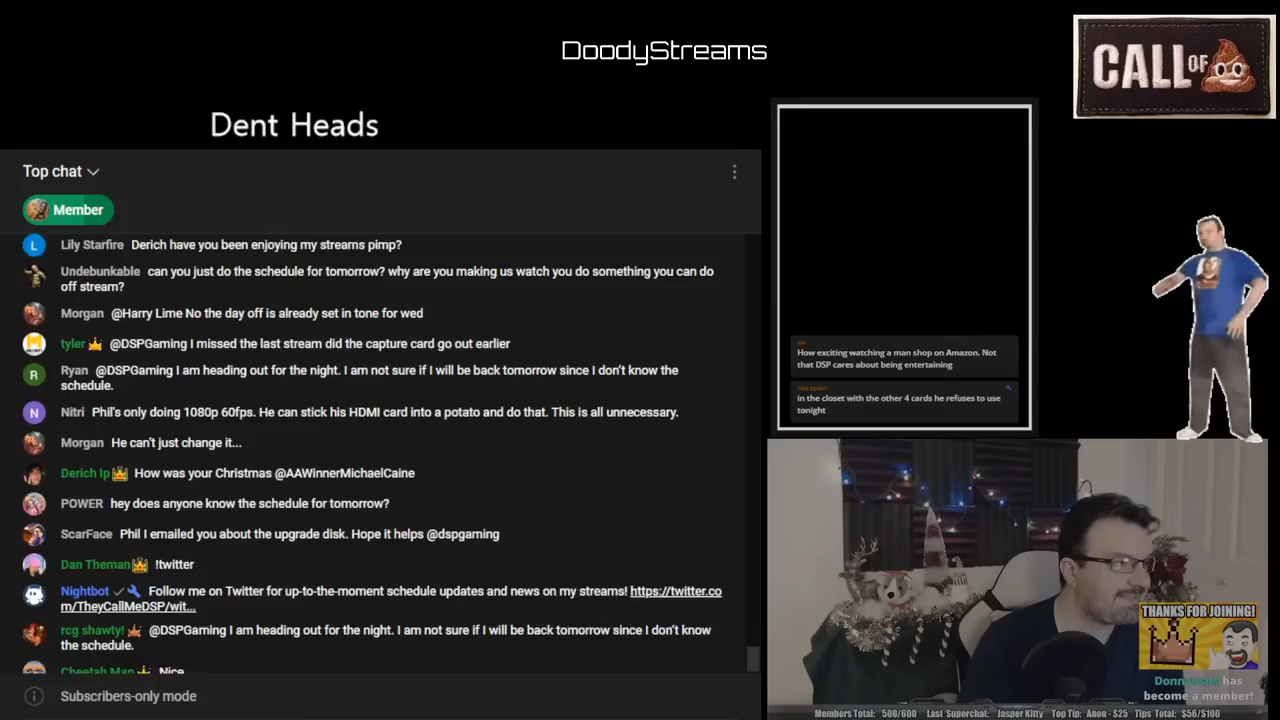 DoodyStreams
CALL OF
Dent Heads
Top chat
Member
Lily Starfire Derich have you been enjoying my streams pimp?
Undebunkable can you just do the schedule for tomorrow? why are you making us watch you do something you can do
off stream?
Morgan @Harry Lime No the day off is already set in tone for wed
tyler @DSPGaming I missed the last stream did the capture card go out earlier
Ryan @DSPGaming I am heading out for the night. I am not sure if I will be back tomorrow since I don't know the
schedule.
Nitri Phil's only doing 1080p 60fps. He can stick his HDMI card into a potato and do that. This is all unnecessary.
Morgan He can't just change it...
Derich Ip How was your Christmas @AAWinnerMichaelCaine
POWER hey does anyone know the schedule for tomorrow?
ScarFace Phil I emailed you about the upgrade disk. Hope it helps @dspgaming
Dan Theman !twitter
Nightbot Follow me on Twitter for up-to-the-moment schedule updates and news on my streams! https://twitter.co
m/TheyCallMeDSP/wit...
rcg shawty! @DSPGaming I am heading out for the night. I am not sure if I will be back tomorrow since I don't know
the schedule.
Cheetah Man Nice
Subscribers-only mode
How exciting watching a man shop on Amazon. Not
that DSP cares about being entertaining
in the closet with the other 4 cards he refuses to use
tonight
THANKS FOR JOINING!
has
become a member!
Members Total: 500/600 Last Superchat: Jasper Kitty Top Tip: Anon - $25 Tips Total: $56/$100